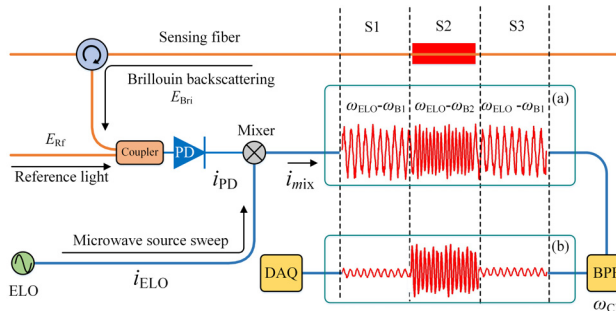 S1 S2 S3
Sensing fiber
Brillouin backscattering
E_Bri
(a)
ω_ELO-ω_B1 ω_ELO-ω_B2 ω_ELO-ω_B1
E_Rf
Coupler
PD
Mixer
Reference light
i_PD
i_mix
Microwave source sweep
(b)
DAQ
BPF
ELO
i_ELO
ω_C